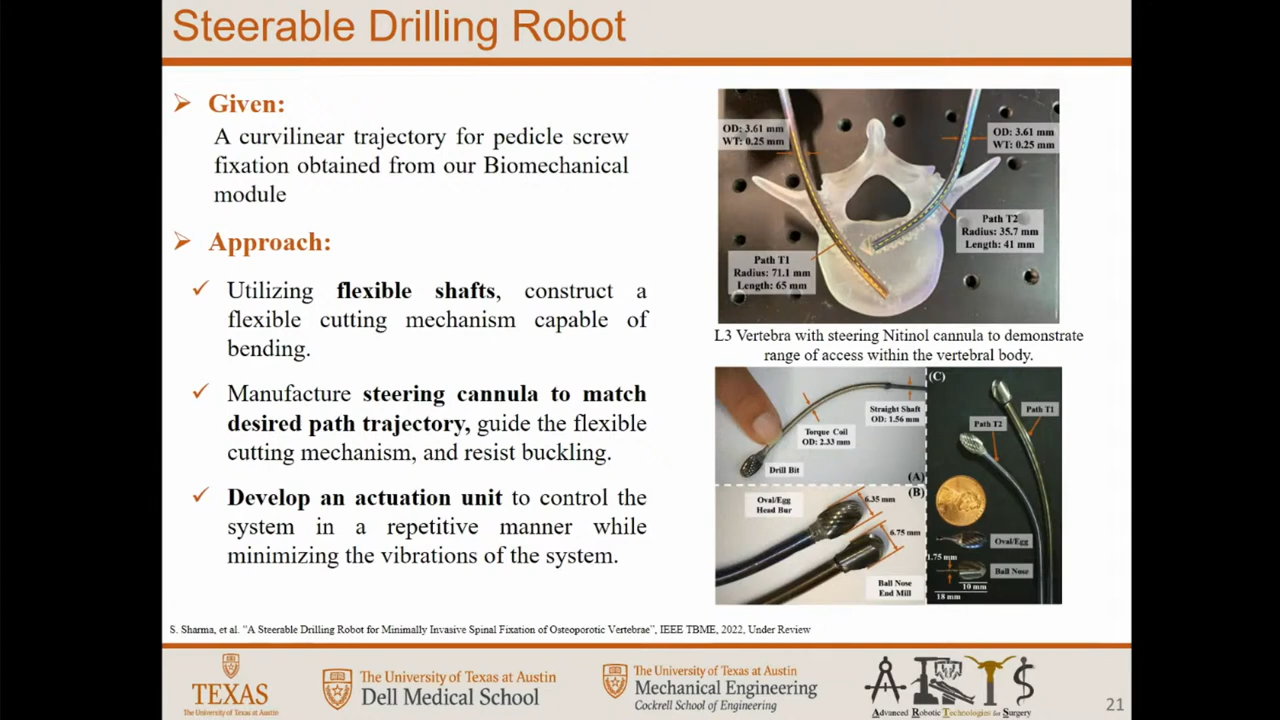 Steerable Drilling Robot
Given:
A curvilinear trajectory for pedicle screw
fixation obtained from our Biomechanical
module
Approach:
Utilizing flexible shafts, construct a
flexible cutting mechanism capable of
bending.
Manufacture steering cannula to match
desired path trajectory, guide the flexible
cutting mechanism, and resist buckling.
Develop an actuation unit to control the
system in a repetitive manner while
minimizing the vibrations of the system.
OD: 3.61 mm
WT: 0.25 mm
OD: 3.61 mm
WT: 0.25 mm
Path T2
Radius: 35.7 mm
Length: 41 mm
Path T1
Radius: 71.1 mm
Length: 65 mm
L3 Vertebra with steering Nitinol cannula to demonstrate
range of access within the vertebral body.
Straight Shaft
OD: 1.56 mm
Torque Coil
OD: 2.33 mm
Drill Bit
(A)
(B)
Oval/Egg
Head Bur
6.35 mm
6.75 mm
Ball Nose
End Mill
(C)
Path T1
Path T2
Oval/Egg
1.75 mm
Ball Nose
10 mm
18 mm
S. Sharma, et al. "A Steerable Drilling Robot for Minimally Invasive Spinal Fixation of Osteoporotic Vertebrae", IEEE TBME, 2022, Under Review
TEXAS
The University of Texas at Austin
The University of Texas at Austin
Dell Medical School
The University of Texas at Austin
Mechanical Engineering
Cockrell School of Engineering
ARTS
Advanced Robotic Technologies for Surgery
21